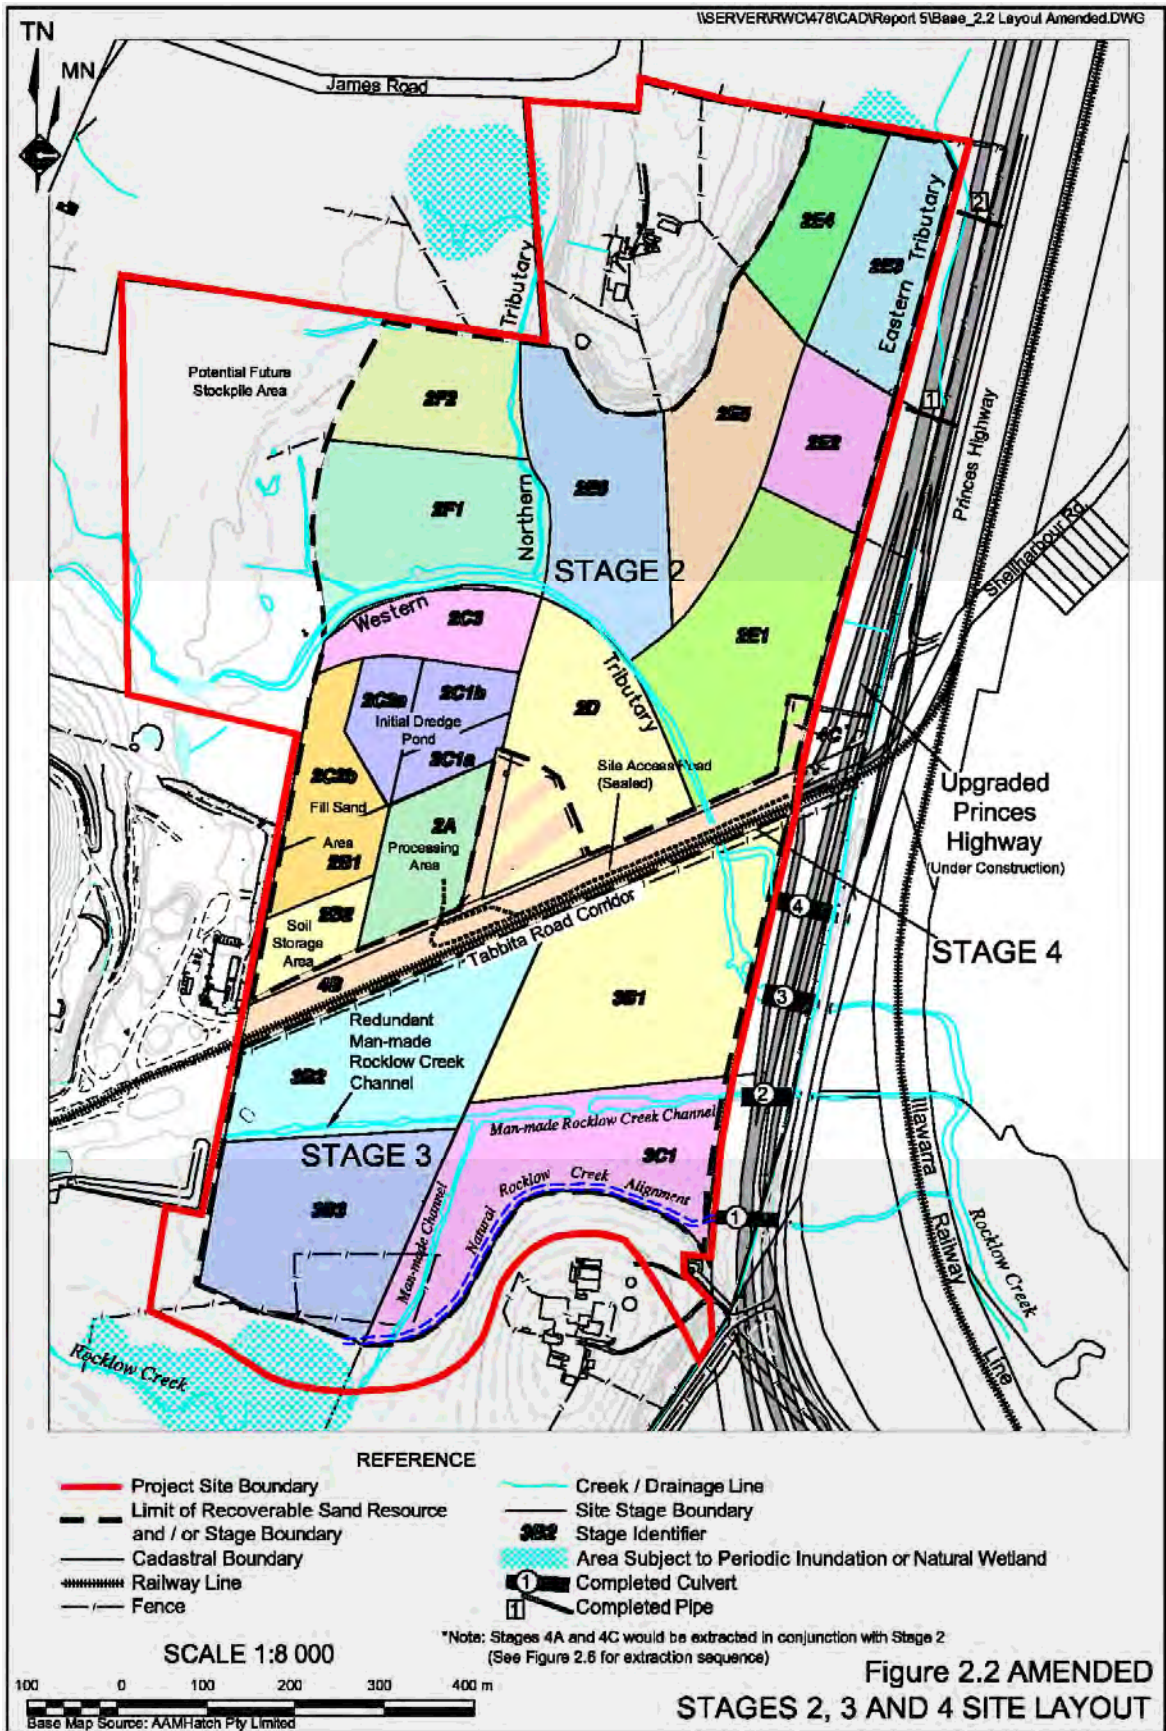 \\SERVER\RWC\478\CAD\Report 5\Base_2.2 Layout Amended.DWG
TN
MN
James Road
Tributary
Eastern Tributary
2E4
2
1
Princes Highway
Potential Future
Stockpile Area
2F2
2E2
2F1
Northern
STAGE 2
Shellharbour Rd.
Western
2C3
2E1
Tributary
2D
2C2a
2C1b
Initial Dredge
Pond
2C1a
4C
Site Access Road
(Sealed)
2C2b
Fill Sand
Area
2B1
2A
Processing
Area
Upgraded
Princes
Highway
(Under Construction)
2B2
Soil
Storage
Area
Tabbita Road Corridor
4
STAGE 4
4B
3B1
3
Redundant
Man-made
Rocklow Creek
Channel
3B2
2
Man-made Rocklow Creek Channel
STAGE 3
3C1
Natural Rocklow Creek Alignment
Man-made Channel
3B3
1
Illawarra Railway Line
Rocklow Creek
Rocklow Creek
REFERENCE
Project Site Boundary
Limit of Recoverable Sand Resource
and / or Stage Boundary
Cadastral Boundary
Railway Line
Fence
Creek / Drainage Line
Site Stage Boundary
3B2 Stage Identifier
Area Subject to Periodic Inundation or Natural Wetland
1 Completed Culvert
1 Completed Pipe
SCALE 1:8 000
*Note: Stages 4A and 4C would be extracted in conjunction with Stage 2
(See Figure 2.6 for extraction sequence)
100 0 100 200 300 400 m
Base Map Source: AAMHatch Pty Limited
Figure 2.2 AMENDED
STAGES 2, 3 AND 4 SITE LAYOUT